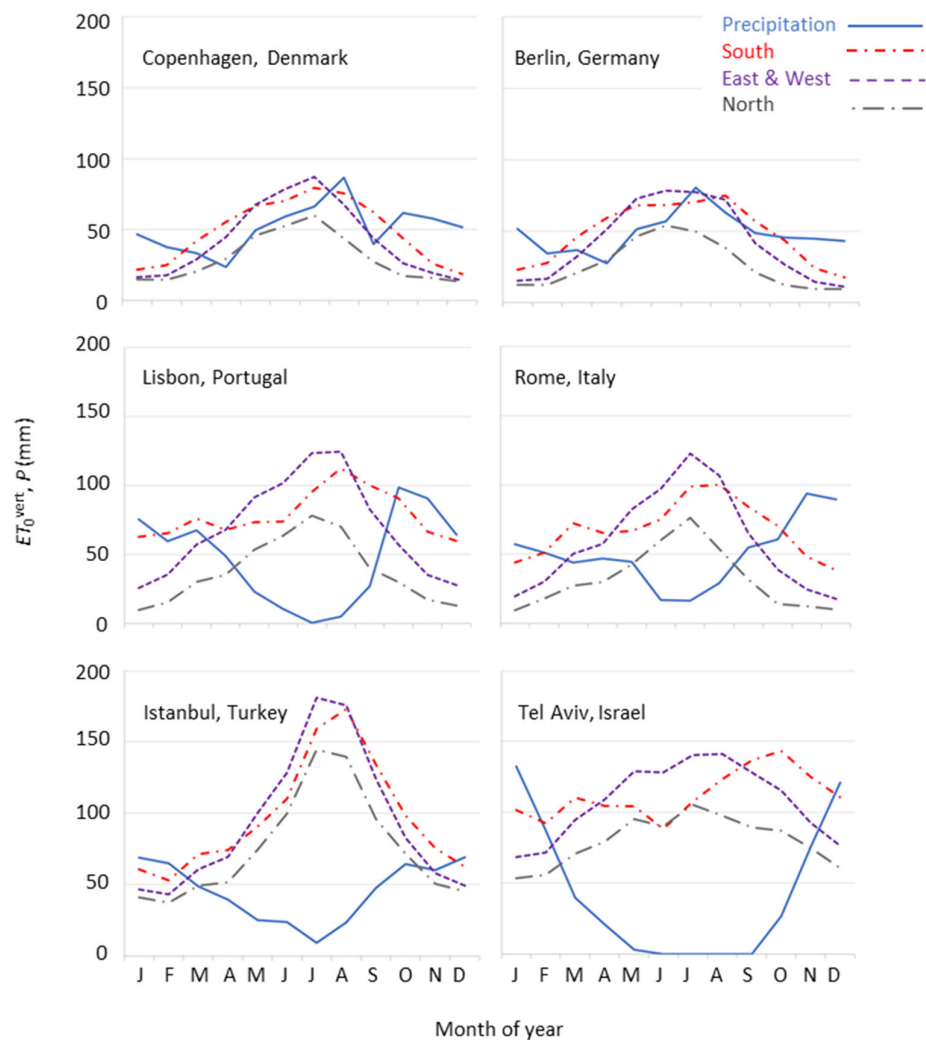 Precipitation
South
East & West
North
200
150
100
50
0
Copenhagen, Denmark
Berlin, Germany
200
150
100
50
0
Lisbon, Portugal
Rome, Italy
ET₀ᵛᵉʳᵗ, P (mm)
200
150
100
50
0
Istanbul, Turkey
Tel Aviv, Israel
J F M A M J J A S O N D
J F M A M J J A S O N D
Month of year